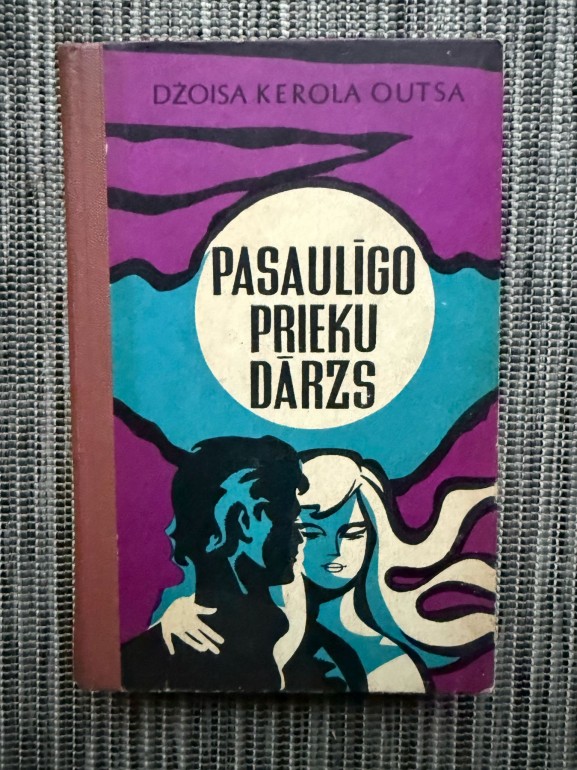 DŽOISA KEROLA OUTSA
PASAULĪGO
PRIEKU
DĀRZS